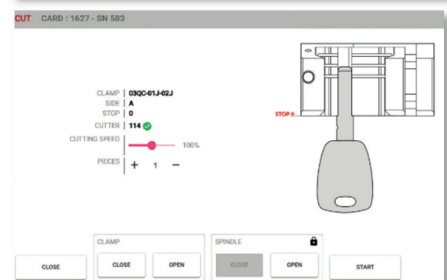 CUT CARD : 1627 - SN 583
CLAMP 03QC-01J-02J
SIDE A
STOP 0
CUTTER 114
CUTTING SPEED 100%
PIECES + 1 −
STOP 0
CLAMP
SPINDLE
CLOSE
CLOSE
OPEN
CLOSE
OPEN
START